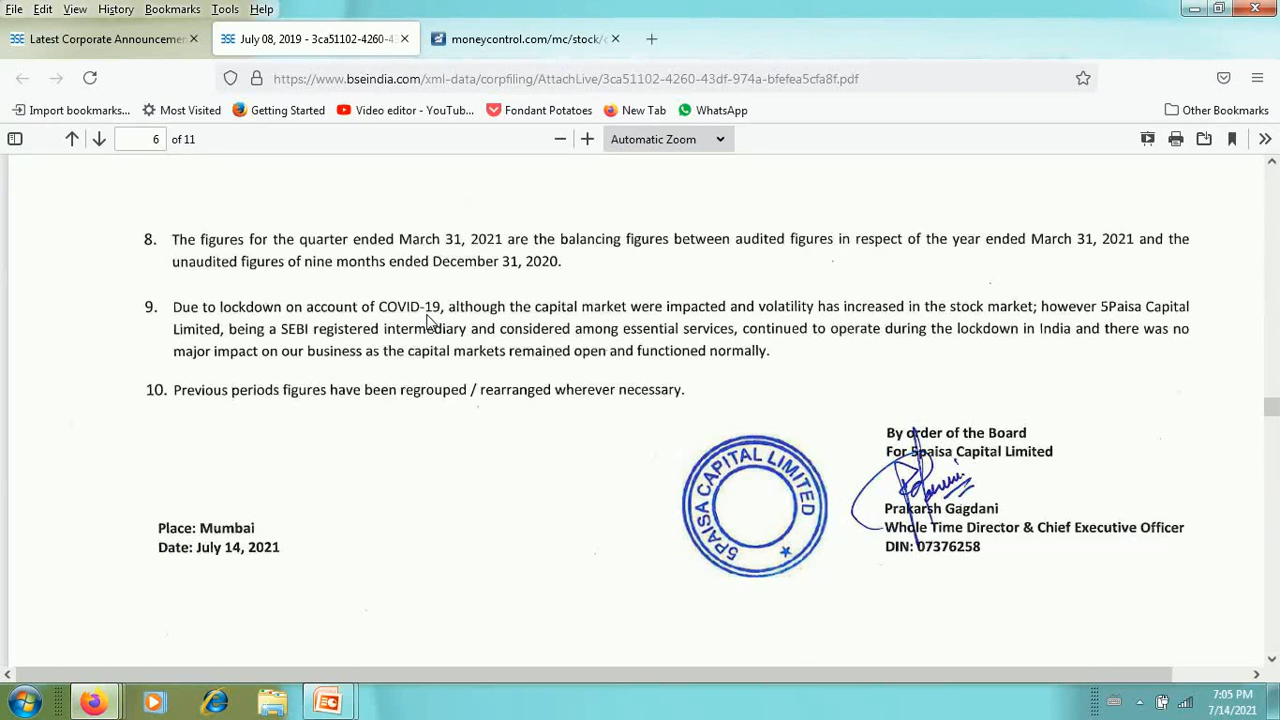 File Edit View History Bookmarks Tools Help
Latest Corporate Announcemen
July 08, 2019 - 3ca51102-4260-43
moneycontrol.com/mc/stock/c
https://www.bseindia.com/xml-data/corpfiling/AttachLive/3ca51102-4260-43df-974a-bfefea5cfa8f.pdf
Import bookmarks... Most Visited Getting Started Video editor - YouTub... Fondant Potatoes New Tab WhatsApp Other Bookmarks
6 of 11 Automatic Zoom
8. The figures for the quarter ended March 31, 2021 are the balancing figures between audited figures in respect of the year ended March 31, 2021 and the
unaudited figures of nine months ended December 31, 2020.
9. Due to lockdown on account of COVID-19, although the capital market were impacted and volatility has increased in the stock market; however 5Paisa Capital
Limited, being a SEBI registered intermediary and considered among essential services, continued to operate during the lockdown in India and there was no
major impact on our business as the capital markets remained open and functioned normally.
10. Previous periods figures have been regrouped / rearranged wherever necessary.
By order of the Board
For 5paisa Capital Limited
5PAISA CAPITAL LIMITED
Prakarsh Gagdani
Whole Time Director & Chief Executive Officer
DIN: 07376258
Place: Mumbai
Date: July 14, 2021
7:05 PM
7/14/2021